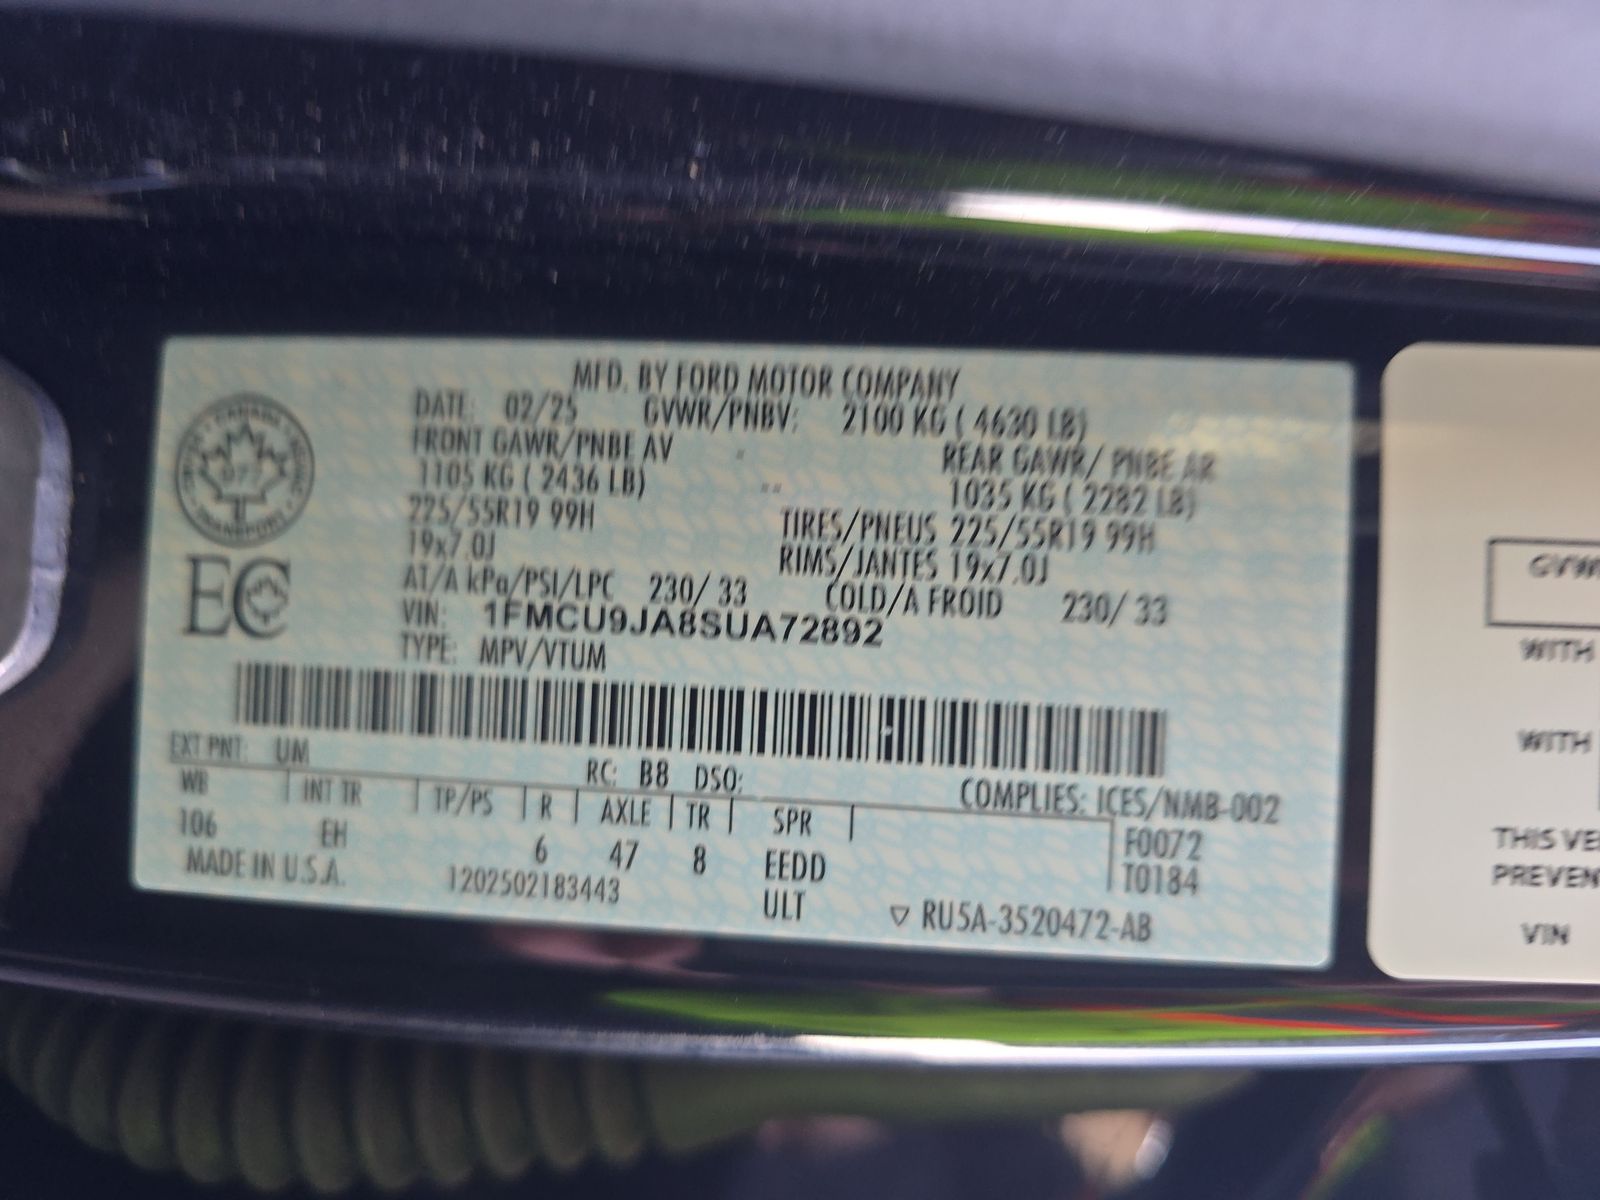 MFD. BY FORD MOTOR COMPANY
DATE: 02/25 GVWR/PNBV: 2100 KG ( 4630 LB)
FRONT GAWR/PNBE AV REAR GAWR/ PNBE AR
1105 KG ( 2436 LB) 1035 KG ( 2282 LB)
225/55R19 99H TIRES/PNEUS 225/55R19 99H
19x7.0J RIMS/JANTES 19x7.0J
AT/A kPa/PSI/LPC 230/ 33 COLD/A FROID 230/ 33
VIN: 1FMCU9JA8SUA72892
TYPE: MPV/VTUM
CANADA
TRANSPORT
EC
EXT PNT: UM RC: B8 DSO:
COMPLIES: ICES/NMB-002
WB INT TR TP/PS R AXLE TR SPR
106 EH 6 47 8 EEDD
F0072
T0184
MADE IN U.S.A. 1202502183443 ULT
▽ RU5A-3520472-AB
GVW
WITH
WITH
THIS VE
PREVEN
VIN